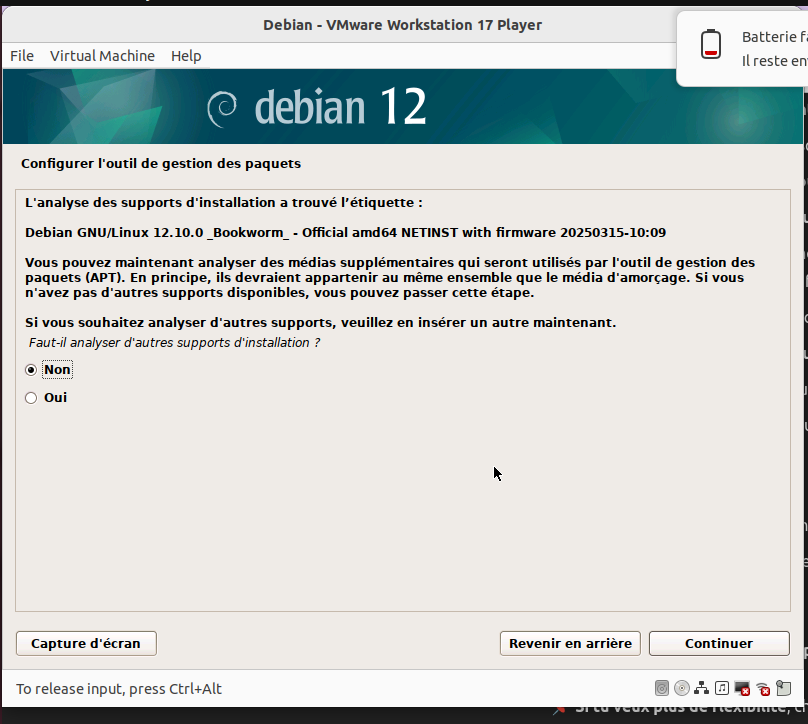 Debian - VMware Workstation 17 Player
Batterie
Il reste
File Virtual Machine Help
debian 12
Configurer l'outil de gestion des paquets
L'analyse des supports d'installation a trouvé l’étiquette :
Debian GNU/Linux 12.10.0 _Bookworm_ - Official amd64 NETINST with firmware 20250315-10:09
Vous pouvez maintenant analyser des médias supplémentaires qui seront utilisés par l'outil de gestion des
paquets (APT). En principe, ils devraient appartenir au même ensemble que le média d'amorçage. Si vous
n'avez pas d'autres supports disponibles, vous pouvez passer cette étape.
Si vous souhaitez analyser d'autres supports, veuillez en insérer un autre maintenant.
Faut-il analyser d'autres supports d'installation ?
Non
Oui
Capture d'écran Revenir en arrière Continuer
To release input, press Ctrl+Alt
Si tu veux plus de flexibilité,